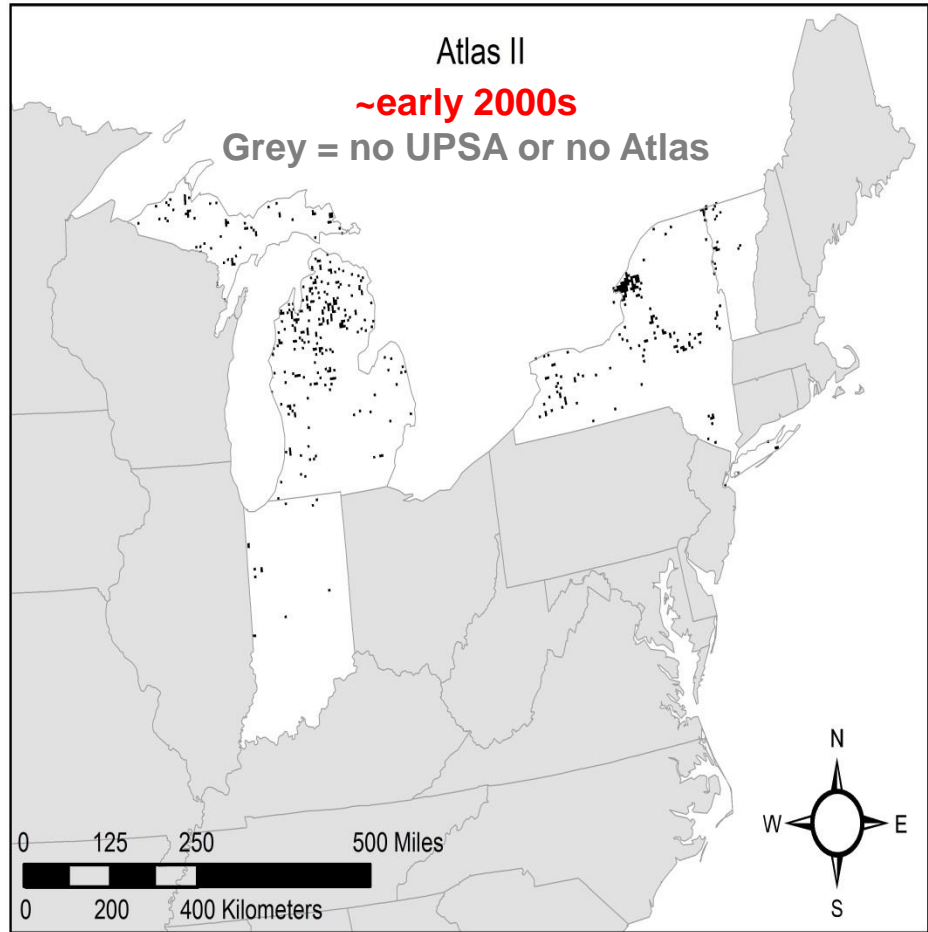 Atlas II
~early 2000s
Grey = no UPSA or no Atlas
N
W E
S
0 125 250 500 Miles
0 200 400 Kilometers